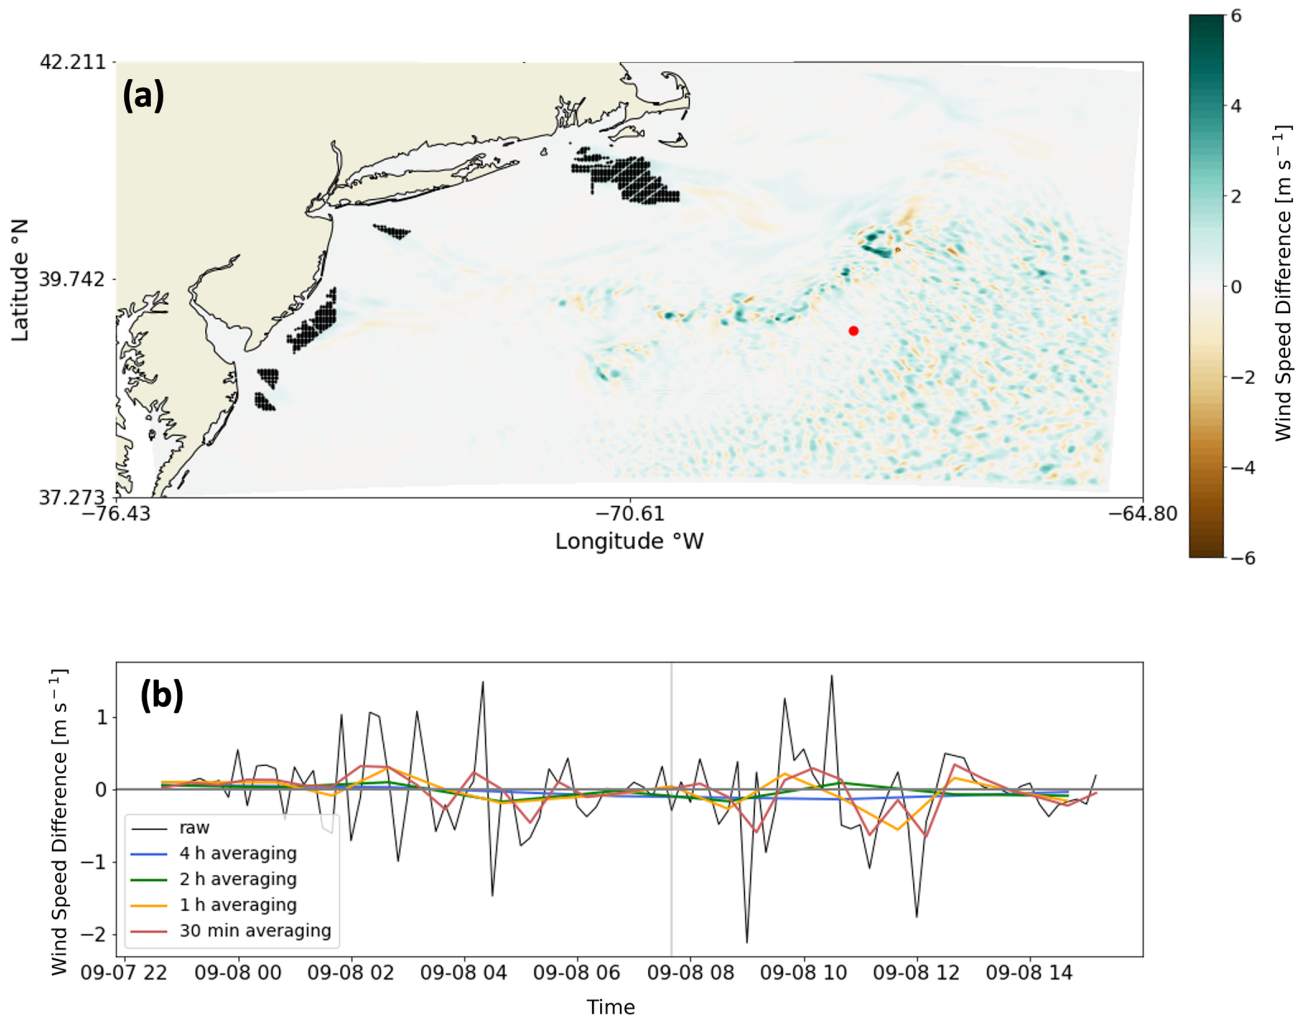 (a)
42.211
39.742
37.273
Latitude °N
−76.43
−70.61
−64.80
Longitude °W
6
4
2
0
−2
−4
−6
Wind Speed Difference [m s −1]
(b)
1
0
−1
−2
Wind Speed Difference [m s −1]
raw
4 h averaging
2 h averaging
1 h averaging
30 min averaging
09-07 22
09-08 00
09-08 02
09-08 04
09-08 06
09-08 08
09-08 10
09-08 12
09-08 14
Time